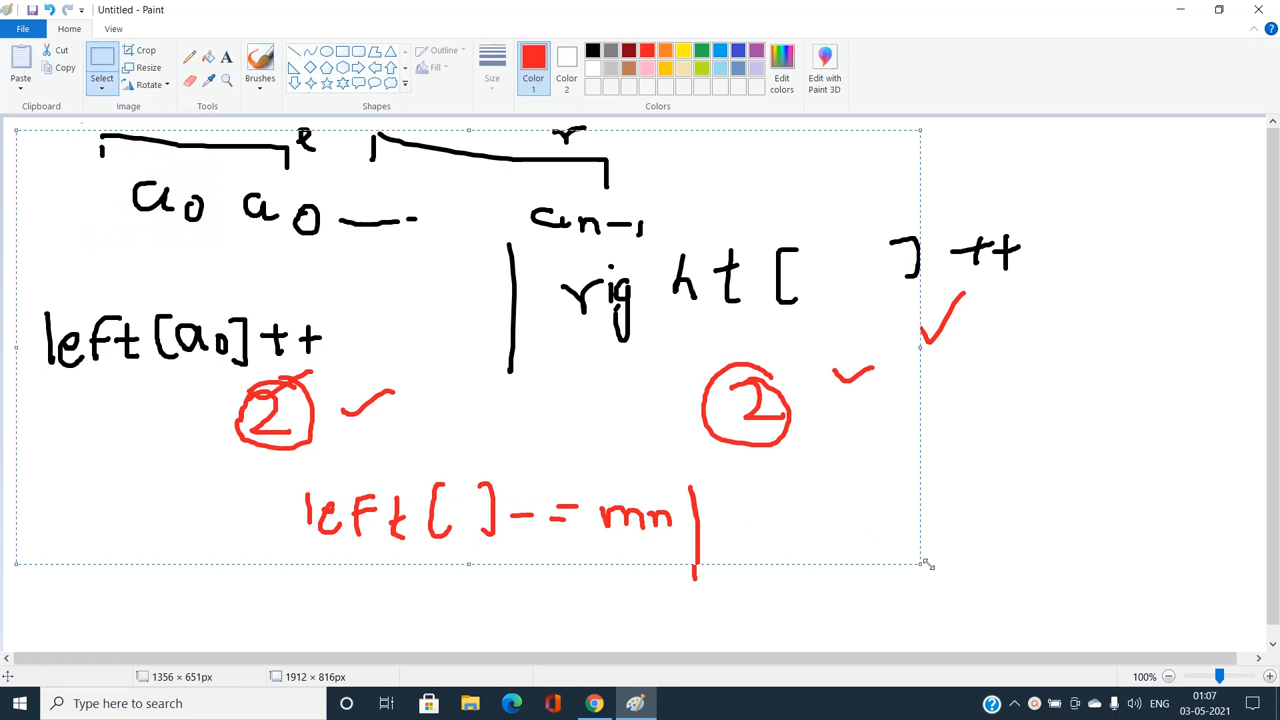 Untitled - Paint
File Home View
Paste Cut Copy
Clipboard
Select Crop Resize Rotate
Image
Tools
Brushes
Outline Fill
Shapes
Size
Color 1 Color 2 Edit colors Edit with Paint 3D
Colors
l r
a0 a0 — an-1
left[a0]++ right[ ]++
2 2
left[ ]-=mn
1356 × 651px 1912 × 816px 100%
Type here to search
ENG 01:07 03-05-2021